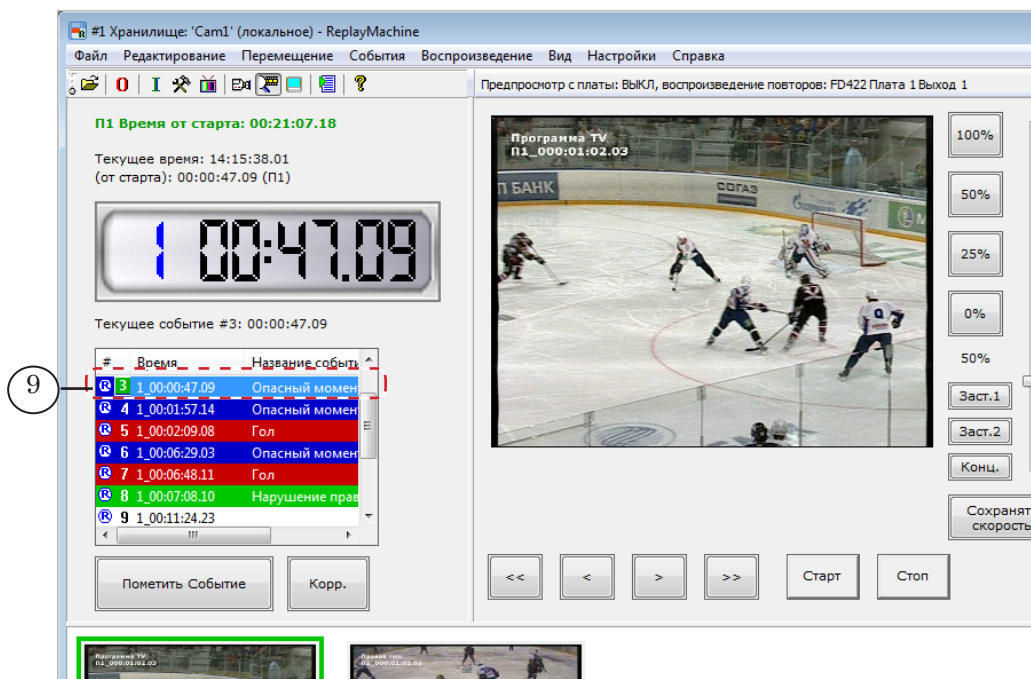 #1 Хранилище: 'Cam1' (локальное) - ReplayMachine
Файл Редактирование Перемещение События Воспроизведение Вид Настройки Справка
Предпросмотр с платы: ВЫКЛ, воспроизведение повторов: FD422 Плата 1 Выход 1
П1 Время от старта: 00:21:07.18
Текущее время: 14:15:38.01
(от старта): 00:00:47.09 (П1)
1 00:47.09
Текущее событие #3: 00:00:47.09
# Время Название событи
9
R 3 1_00:00:47.09 Опасный момен
R 4 1_00:01:57.14 Опасный момен
R 5 1_00:02:09.08 Гол
R 6 1_00:06:29.03 Опасный момен
R 7 1_00:06:48.11 Гол
R 8 1_00:07:08.10 Нарушение прав
R 9 1_00:11:24.23
Пометить Событие Корр.
Программа TV
П1_000:01:02.03
П БАНК
СОГАЗ
100%
50%
25%
0%
50%
Заст.1
Заст.2
Конц.
Сохранят
скорость
<< < > >> Старт Стоп
Программа TV
П1_000:01:02.03